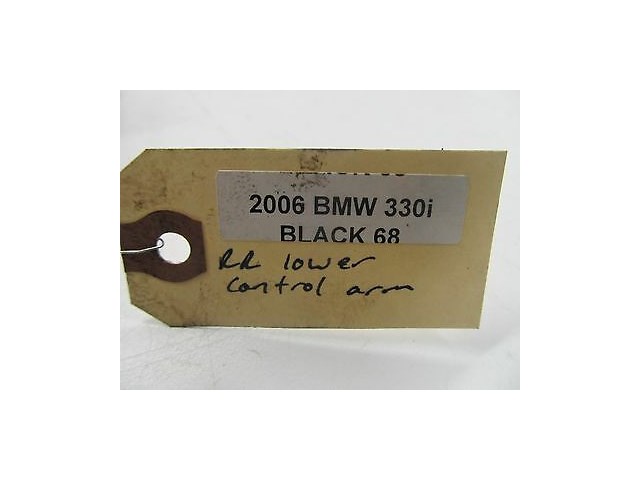 2006 BMW 330i
BLACK 68
RR lower
control arm